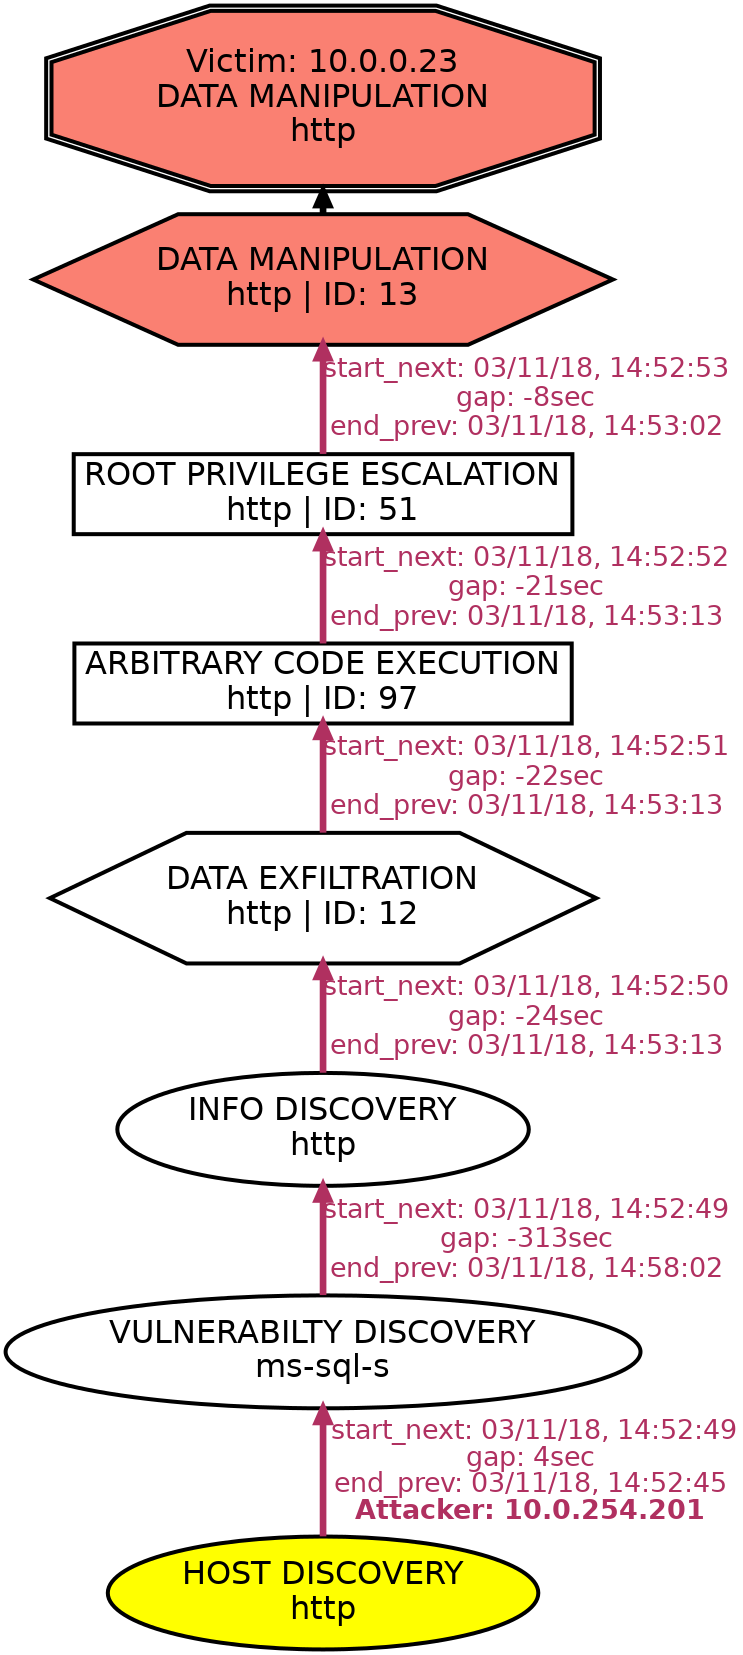 Victim: 10.0.0.23
DATA MANIPULATION
http
DATA MANIPULATION
http | ID: 13
start_next: 03/11/18, 14:52:53
gap: -8sec
end_prev: 03/11/18, 14:53:02
ROOT PRIVILEGE ESCALATION
http | ID: 51
start_next: 03/11/18, 14:52:52
gap: -21sec
end_prev: 03/11/18, 14:53:13
ARBITRARY CODE EXECUTION
http | ID: 97
start_next: 03/11/18, 14:52:51
gap: -22sec
end_prev: 03/11/18, 14:53:13
DATA EXFILTRATION
http | ID: 12
start_next: 03/11/18, 14:52:50
gap: -24sec
end_prev: 03/11/18, 14:53:13
INFO DISCOVERY
http
start_next: 03/11/18, 14:52:49
gap: -313sec
end_prev: 03/11/18, 14:58:02
VULNERABILTY DISCOVERY
ms-sql-s
start_next: 03/11/18, 14:52:49
gap: 4sec
end_prev: 03/11/18, 14:52:45
Attacker: 10.0.254.201
HOST DISCOVERY
http